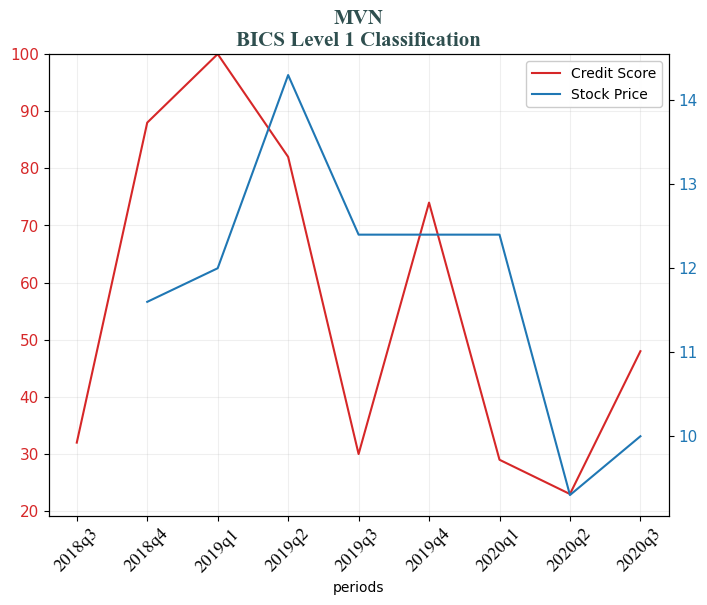 MVN
BICS Level 1 Classification
Credit Score
Stock Price
100
90
80
70
60
50
40
30
20
14
13
12
11
10
2018q3
2018q4
2019q1
2019q2
2019q3
2019q4
2020q1
2020q2
2020q3
periods